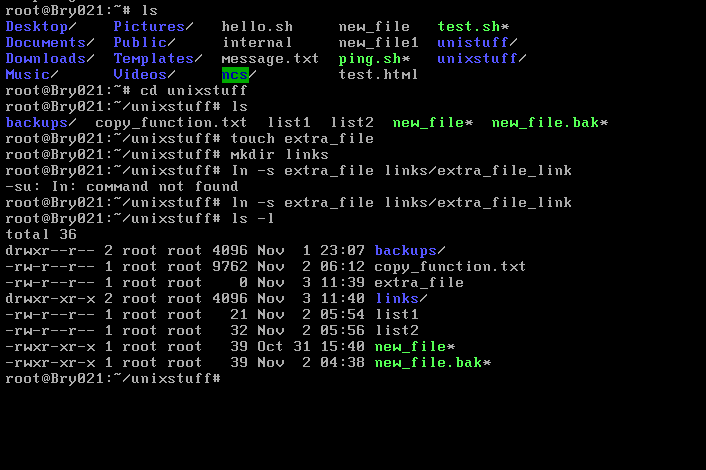 root@Bry021:~# ls
Desktop/    Pictures/   hello.sh     new_file   test.sh*
Documents/  Public/     internal     new_file1  unistuff/
Downloads/  Templates/  message.txt  ping.sh*   unixstuff/
Music/      Videos/     ncs/         test.html
root@Bry021:~# cd unixstuff
root@Bry021:~/unixstuff# ls
backups/  copy_function.txt  list1  list2  new_file*  new_file.bak*
root@Bry021:~/unixstuff# touch extra_file
root@Bry021:~/unixstuff# mkdir links
root@Bry021:~/unixstuff# In -s extra_file links/extra_file_link
-su: In: command not found
root@Bry021:~/unixstuff# ln -s extra_file links/extra_file_link
root@Bry021:~/unixstuff# ls -l
total 36
drwxr--r-- 2 root root 4096 Nov  1 23:07 backups/
-rw-r--r-- 1 root root 9762 Nov  2 06:12 copy_function.txt
-rw-r--r-- 1 root root    0 Nov  3 11:39 extra_file
drwxr-xr-x 2 root root 4096 Nov  3 11:40 links/
-rw-r--r-- 1 root root   21 Nov  2 05:54 list1
-rw-r--r-- 1 root root   32 Nov  2 05:56 list2
-rwxr-xr-x 1 root root   39 Oct 31 15:40 new_file*
-rwxr-xr-x 1 root root   39 Nov  2 04:38 new_file.bak*
root@Bry021:~/unixstuff#